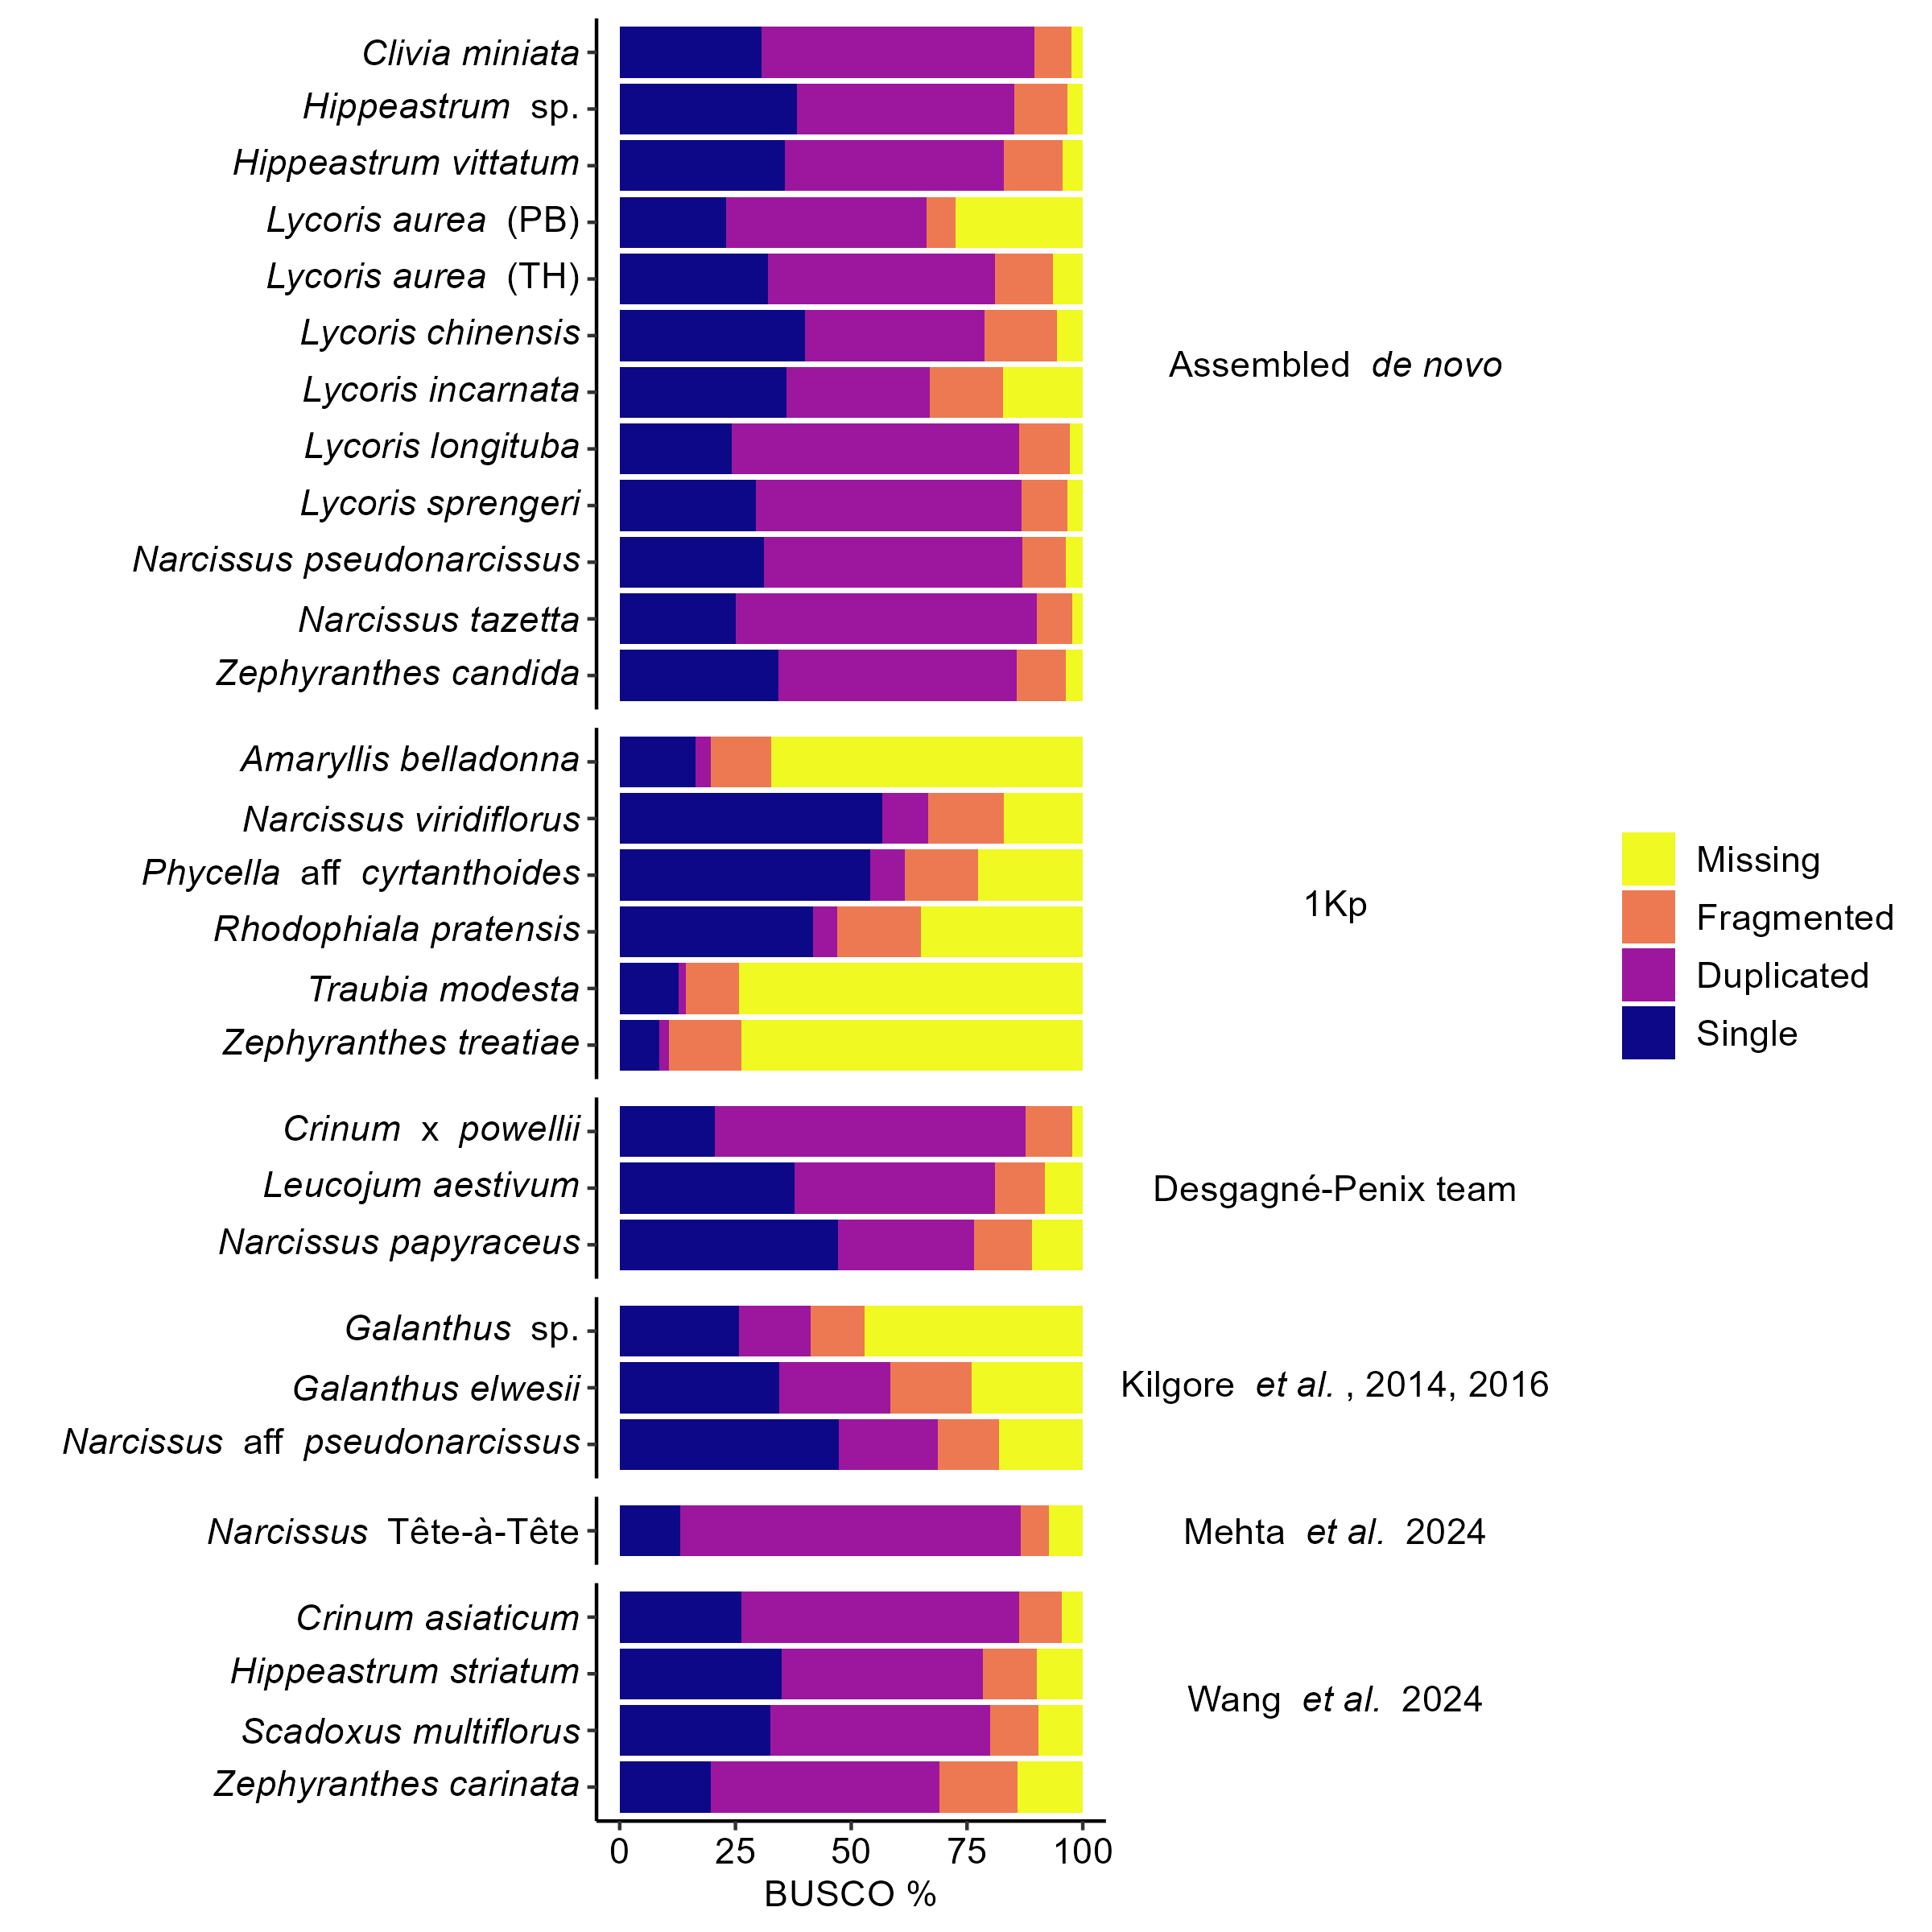 Clivia miniata
Hippeastrum sp.
Hippeastrum vittatum
Lycoris aurea (PB)
Lycoris aurea (TH)
Lycoris chinensis
Lycoris incarnata
Lycoris longituba
Lycoris sprengeri
Narcissus pseudonarcissus
Narcissus tazetta
Zephyranthes candida
Assembled de novo
Amaryllis belladonna
Narcissus viridiflorus
Phycella aff cyrtanthoides
Rhodophiala pratensis
Traubia modesta
Zephyranthes treatiae
1Kp
Crinum x powellii
Leucojum aestivum
Narcissus papyraceus
Desgagné-Penix team
Galanthus sp.
Galanthus elwesii
Narcissus aff pseudonarcissus
Kilgore et al. , 2014, 2016
Narcissus Tête-à-Tête
Mehta et al. 2024
Crinum asiaticum
Hippeastrum striatum
Scadoxus multiflorus
Zephyranthes carinata
Wang et al. 2024
0 25 50 75 100
BUSCO %
Missing
Fragmented
Duplicated
Single